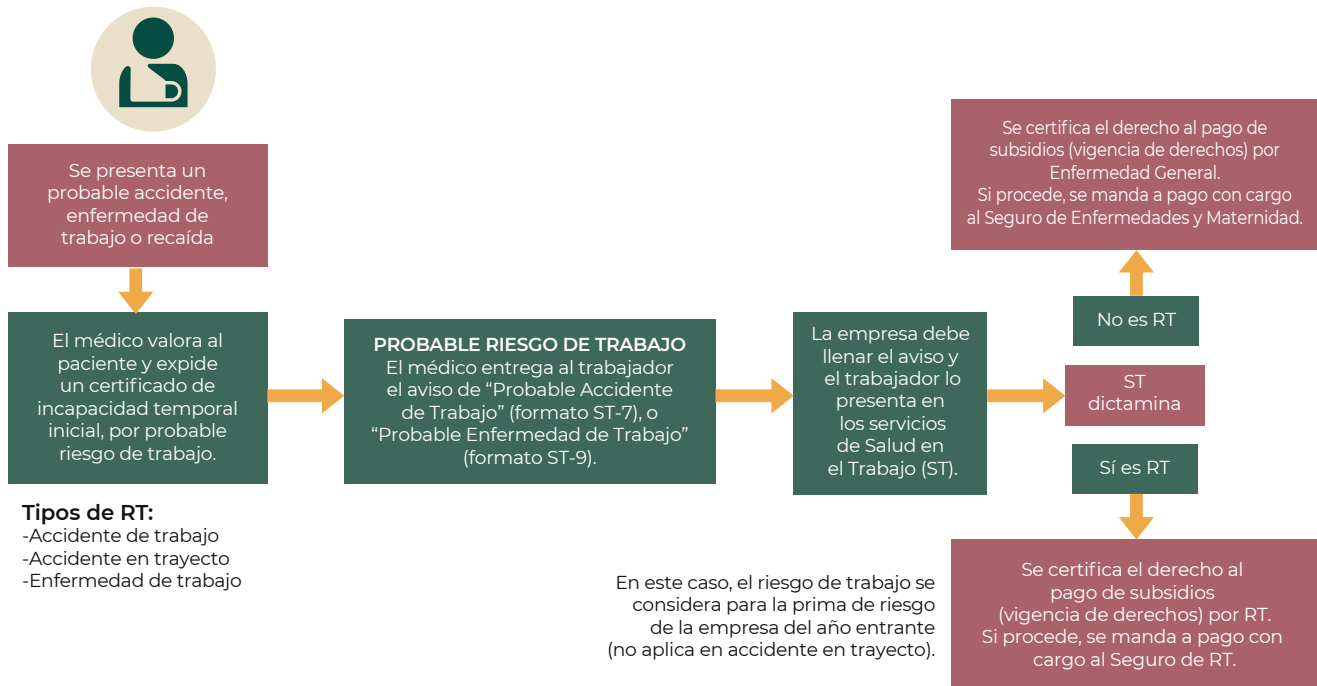 Se presenta un
probable accidente,
enfermedad de
trabajo o recaída
El médico valora al
paciente y expide
un certificado de
incapacidad temporal
inicial, por probable
riesgo de trabajo.
Tipos de RT:
-Accidente de trabajo
-Accidente en trayecto
-Enfermedad de trabajo
PROBABLE RIESGO DE TRABAJO
El médico entrega al trabajador
el aviso de “Probable Accidente
de Trabajo” (formato ST-7), o
“Probable Enfermedad de Trabajo”
(formato ST-9).
La empresa debe
llenar el aviso y
el trabajador lo
presenta en
los servicios
de Salud en
el Trabajo (ST).
ST
dictamina
No es RT
Se certifica el derecho al pago de
subsidios (vigencia de derechos) por
Enfermedad General.
Si procede, se manda a pago con cargo
al Seguro de Enfermedades y Maternidad.
Sí es RT
Se certifica el derecho al
pago de subsidios
(vigencia de derechos) por RT.
Si procede, se manda a pago con
cargo al Seguro de RT.
En este caso, el riesgo de trabajo se
considera para la prima de riesgo
de la empresa del año entrante
(no aplica en accidente en trayecto).